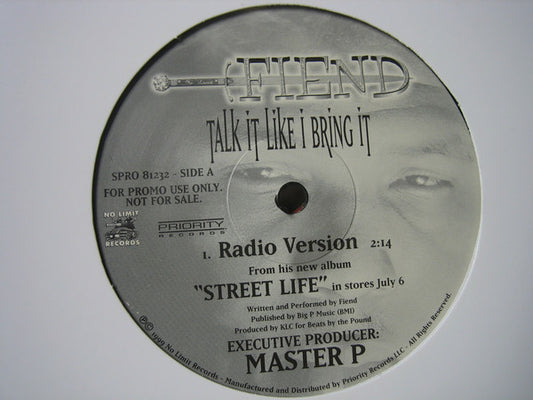 FIEND
TALK IT LIKE I BRING IT
SPRO 81232 - SIDE A
FOR PROMO USE ONLY.
NOT FOR SALE.
NO LIMIT
RECORDS
PRIORITY
RECORDS
1. Radio Version 2:14
From his new album
"STREET LIFE" in stores July 6
Written and Performed by Fiend
Published by Big P Music (BMI)
Produced by KLC for Beats by the Pound
EXECUTIVE PRODUCER:
MASTER P
℗©1999 No Limit Records - Manufactured and Distributed by Priority Records LLC. All Rights Reserved.